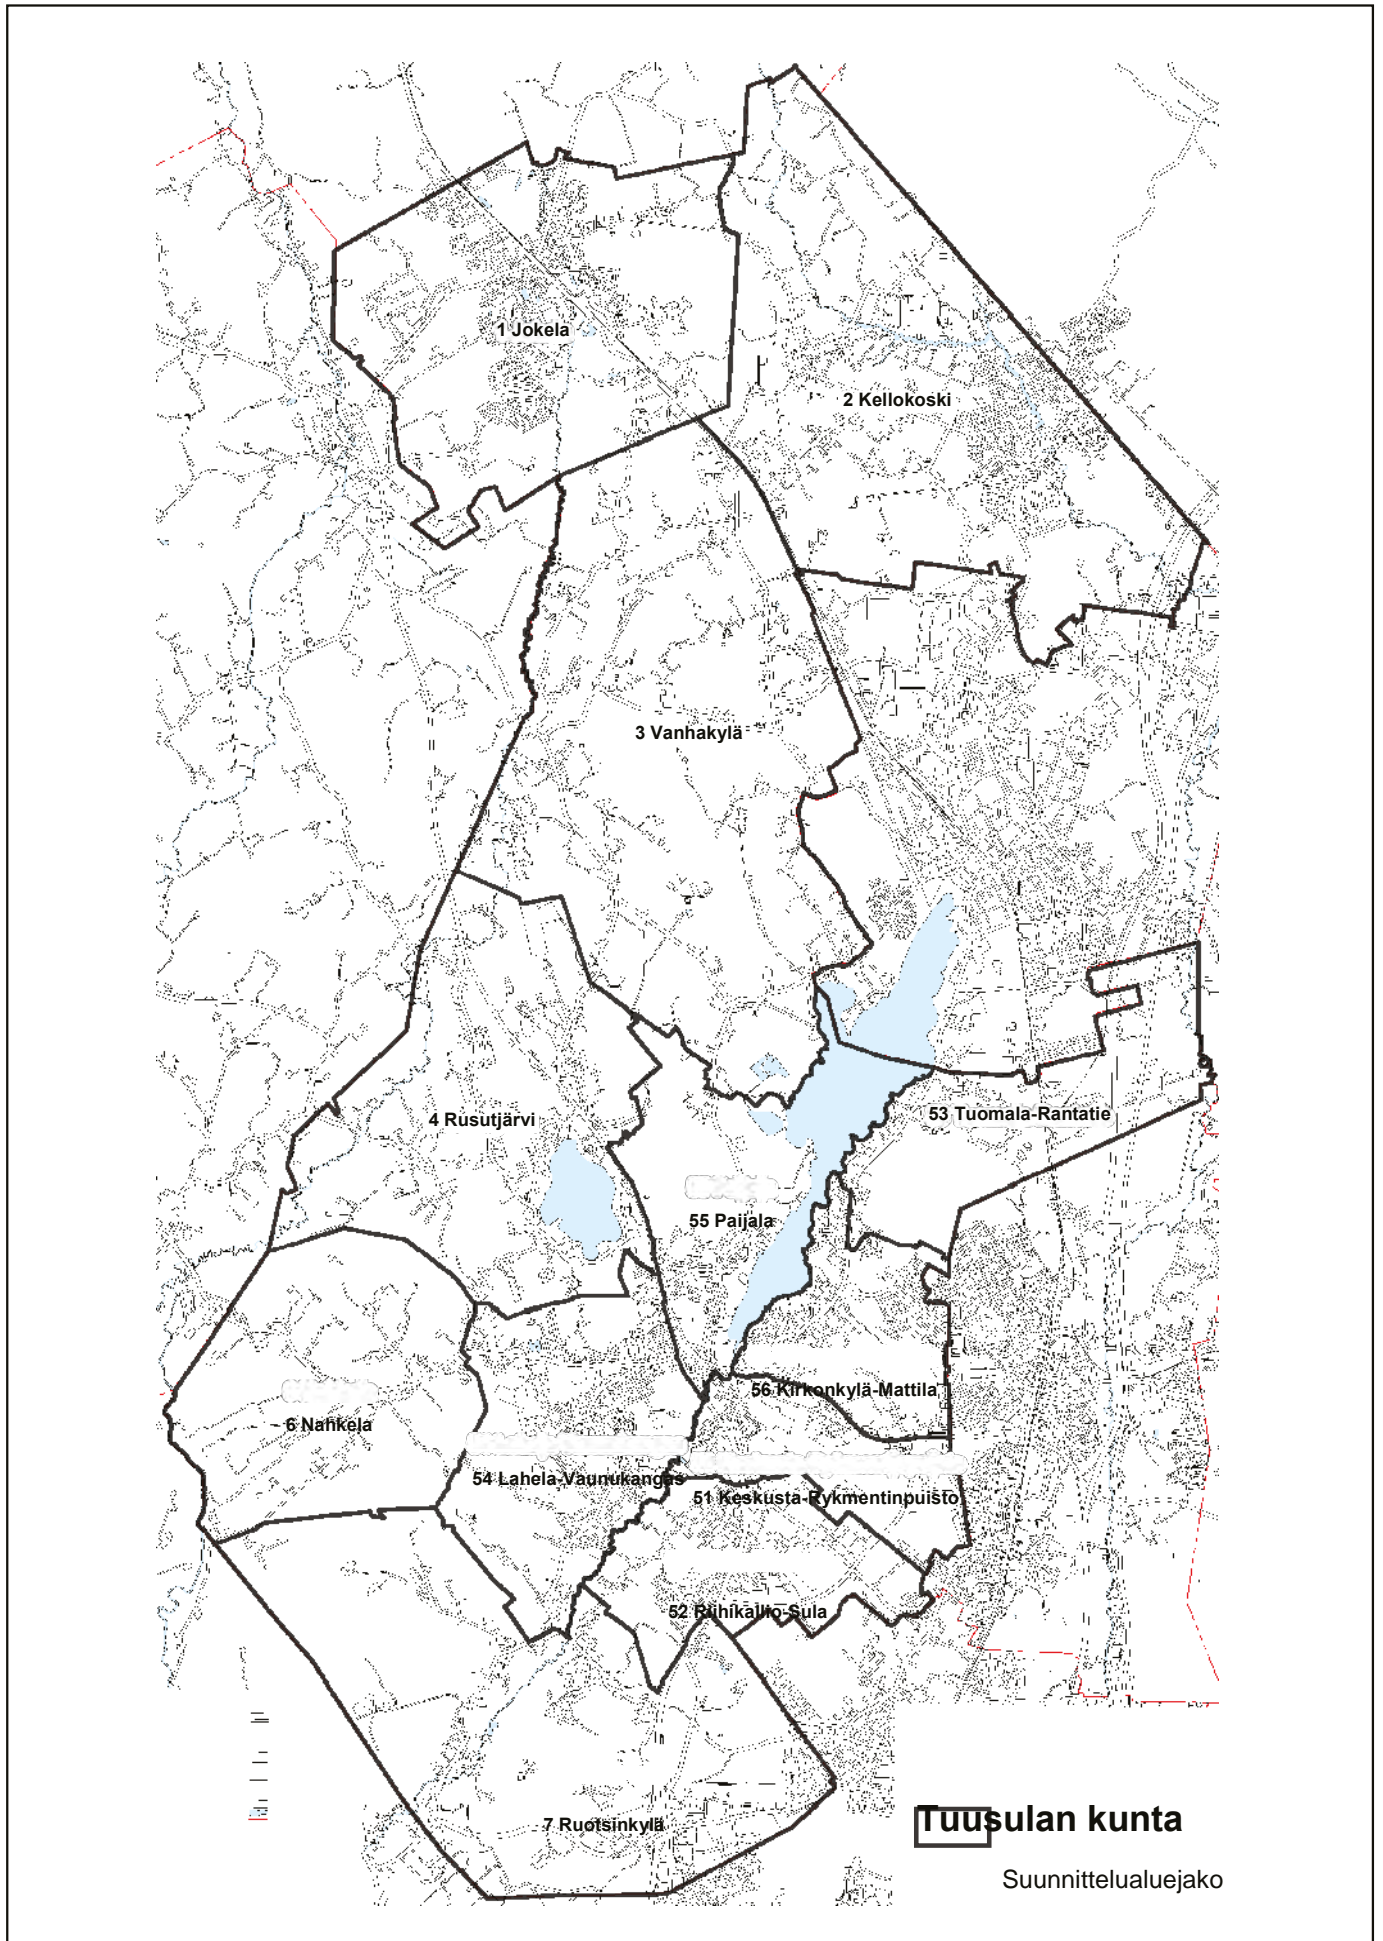 1 Jokela
2 Kellokoski
3 Vanhakylä
53 Tuomala-Rantatie
4 Rusutjärvi
55 Paijala
56 Kirkonkylä-Mattila
6 Nahkela
54 Lahela-Vaunukangas
51 Keskusta-Rykmentinpuisto
52 Riihikallio-Sula
7 Ruotsinkylä
Tuusulan kunta
Suunnittelualuejako